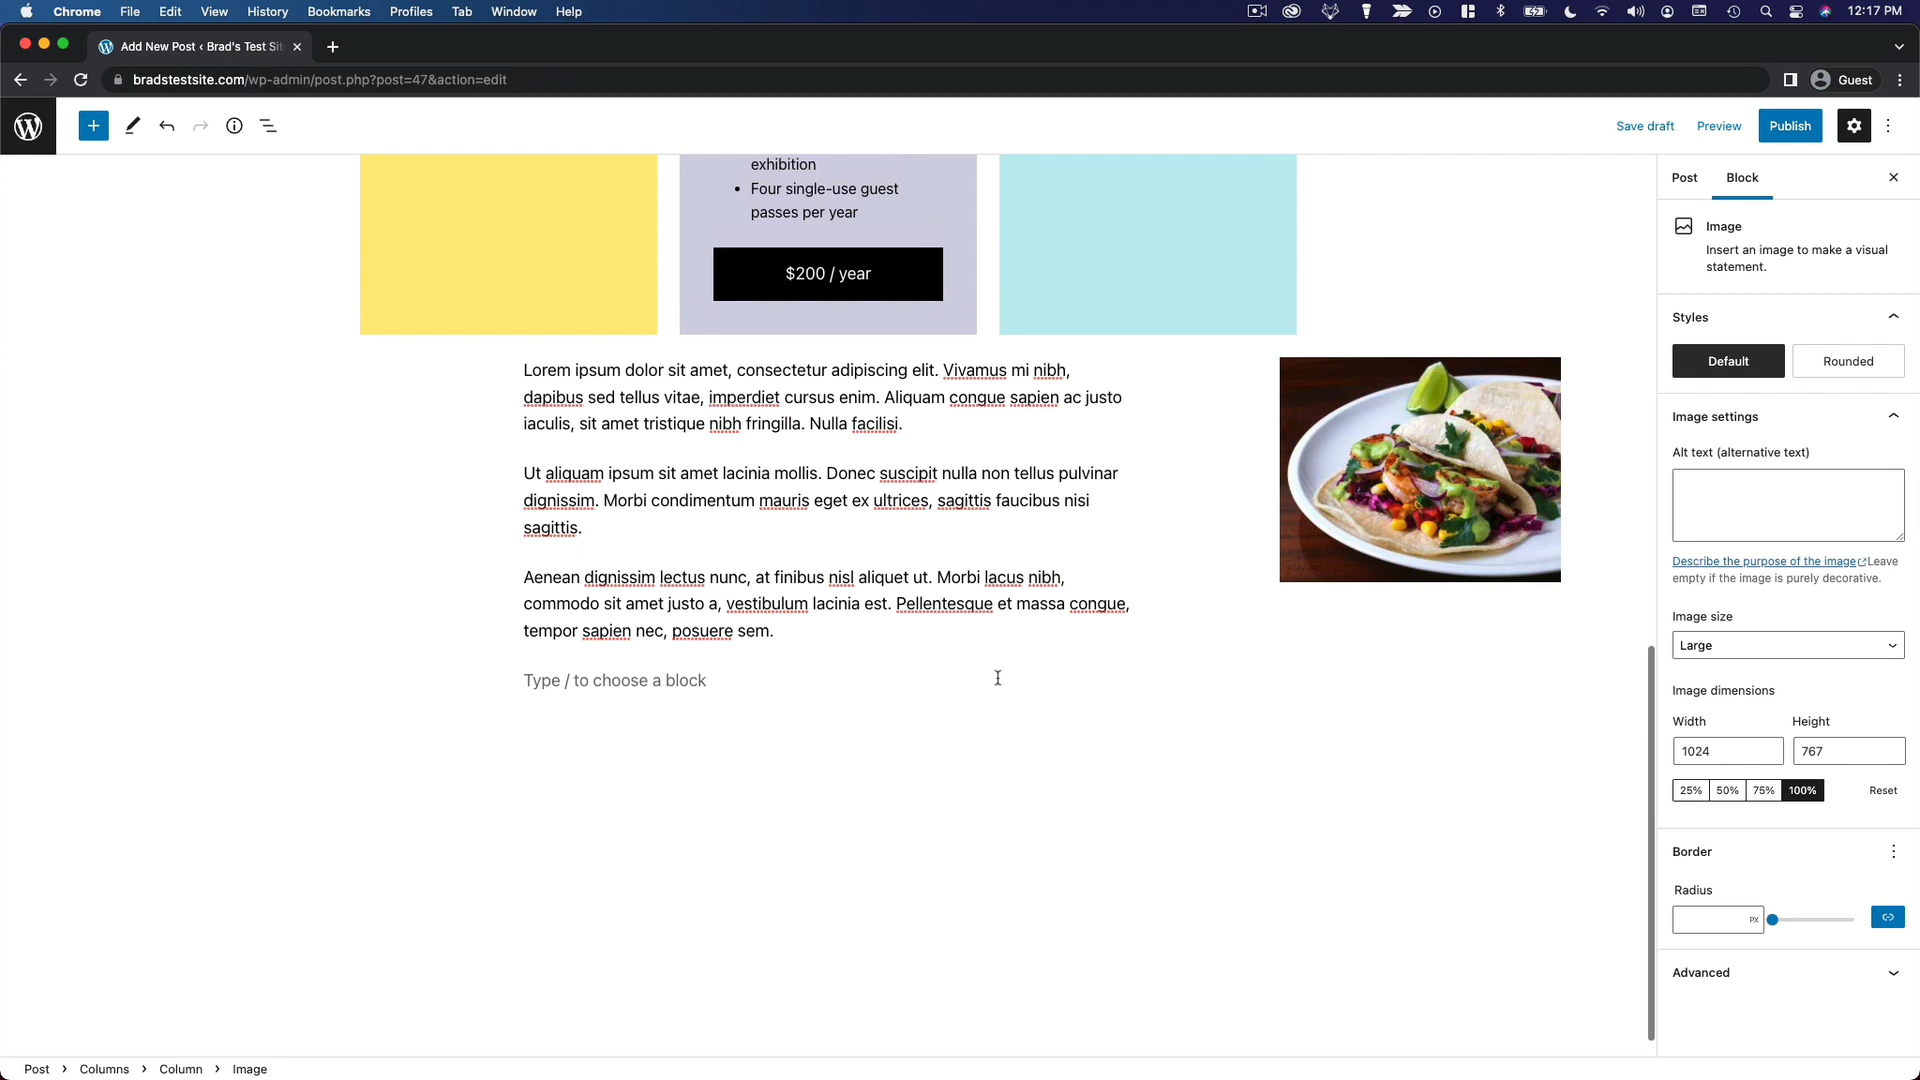 Chrome File Edit View History Bookmarks Profiles Tab Window Help 12:17 PM
Add New Post ‹ Brad's Test Sit
bradstestsite.com/wp-admin/post.php?post=47&action=edit Guest
Save draft Preview Publish
exhibition
• Four single-use guest
passes per year
$200 / year
Lorem ipsum dolor sit amet, consectetur adipiscing elit. Vivamus mi nibh,
dapibus sed tellus vitae, imperdiet cursus enim. Aliquam congue sapien ac justo
iaculis, sit amet tristique nibh fringilla. Nulla facilisi.
Ut aliquam ipsum sit amet lacinia mollis. Donec suscipit nulla non tellus pulvinar
dignissim. Morbi condimentum mauris eget ex ultrices, sagittis faucibus nisi
sagittis.
Aenean dignissim lectus nunc, at finibus nisl aliquet ut. Morbi lacus nibh,
commodo sit amet justo a, vestibulum lacinia est. Pellentesque et massa congue,
tempor sapien nec, posuere sem.
Type / to choose a block
Post Block
Image
Insert an image to make a visual
statement.
Styles
Default Rounded
Image settings
Alt text (alternative text)
Describe the purpose of the image Leave
empty if the image is purely decorative.
Image size
Large
Image dimensions
Width Height
1024 767
25% 50% 75% 100% Reset
Border
Radius
PX
Advanced
Post › Columns › Column › Image